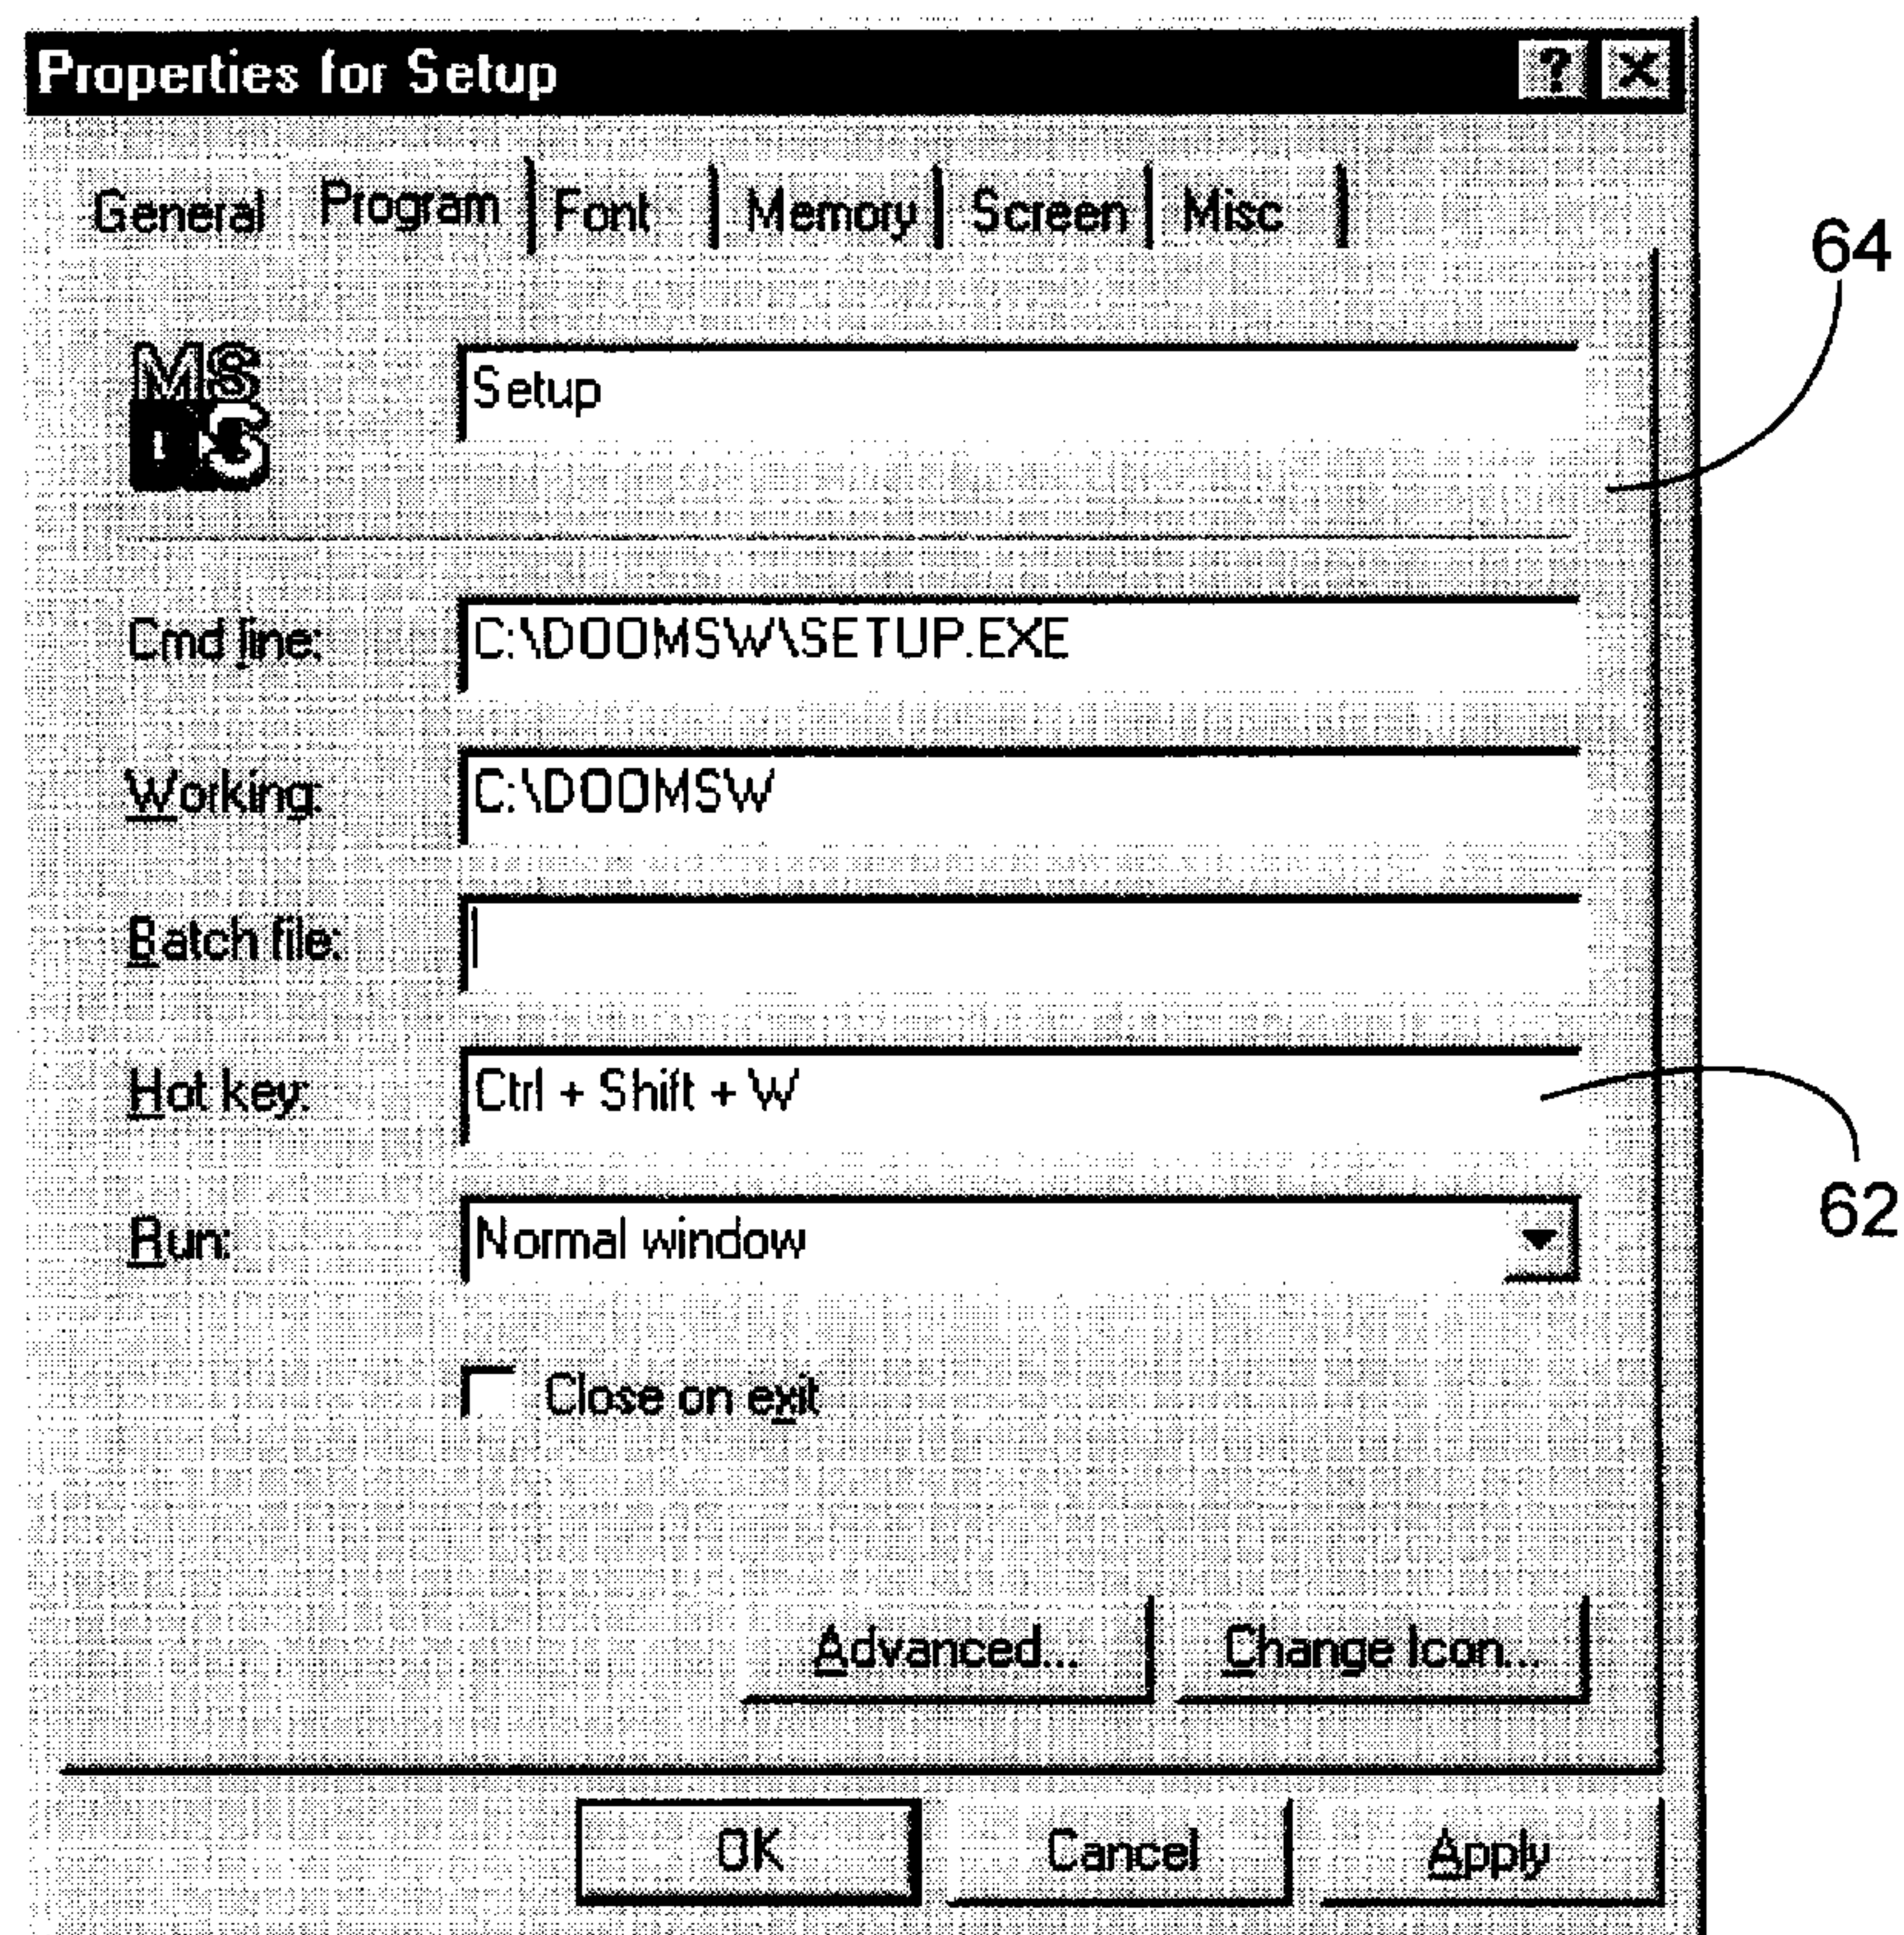 Properties for Setup ? X
General Program Font Memory Screen Misc
64
MS
DOS
Setup
Cmd line: C:\DOOMSW\SETUP.EXE
Working: C:\DOOMSW
Batch file:
Hot key: Ctrl + Shift + W
62
Run: Normal window
Close on exit
Advanced... Change Icon...
OK Cancel Apply